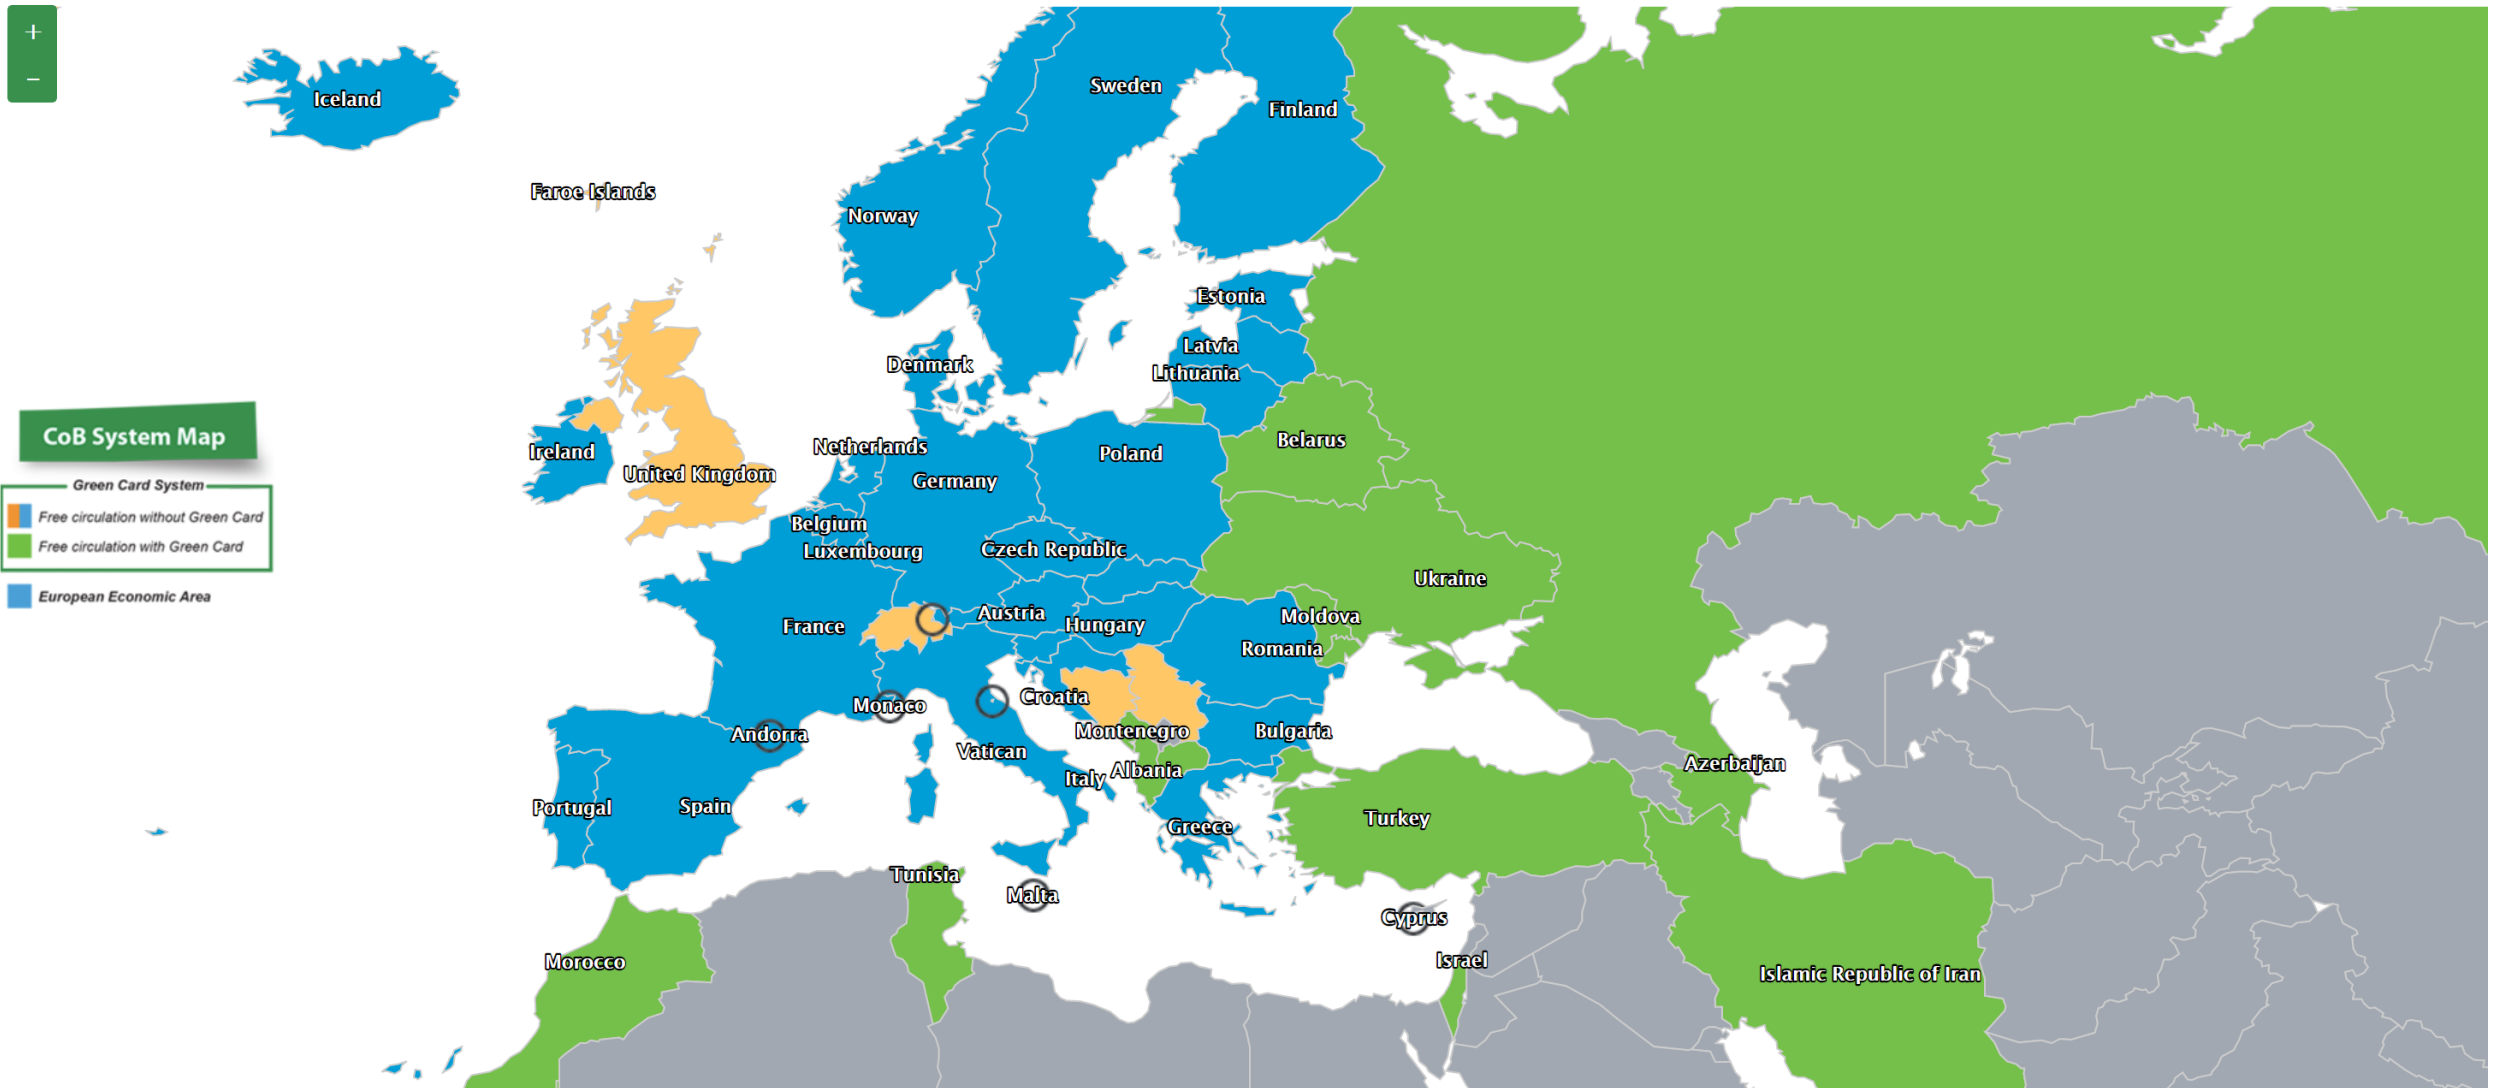 +
−
Iceland
Sweden
Finland
Faroe Islands
Norway
Estonia
Latvia
Denmark
Lithuania
CoB System Map
Ireland
Netherlands
Belarus
Poland
United Kingdom
Germany
Green Card System
Free circulation without Green Card
Free circulation with Green Card
European Economic Area
Belgium
Luxembourg
Czech Republic
Ukraine
Austria
Moldova
France
Hungary
Romania
Croatia
Monaco
Andorra
Montenegro
Bulgaria
Vatican
Azerbaijan
Albania
Italy
Portugal
Spain
Turkey
Greece
Tunisia
Malta
Cyprus
Israel
Morocco
Islamic Republic of Iran